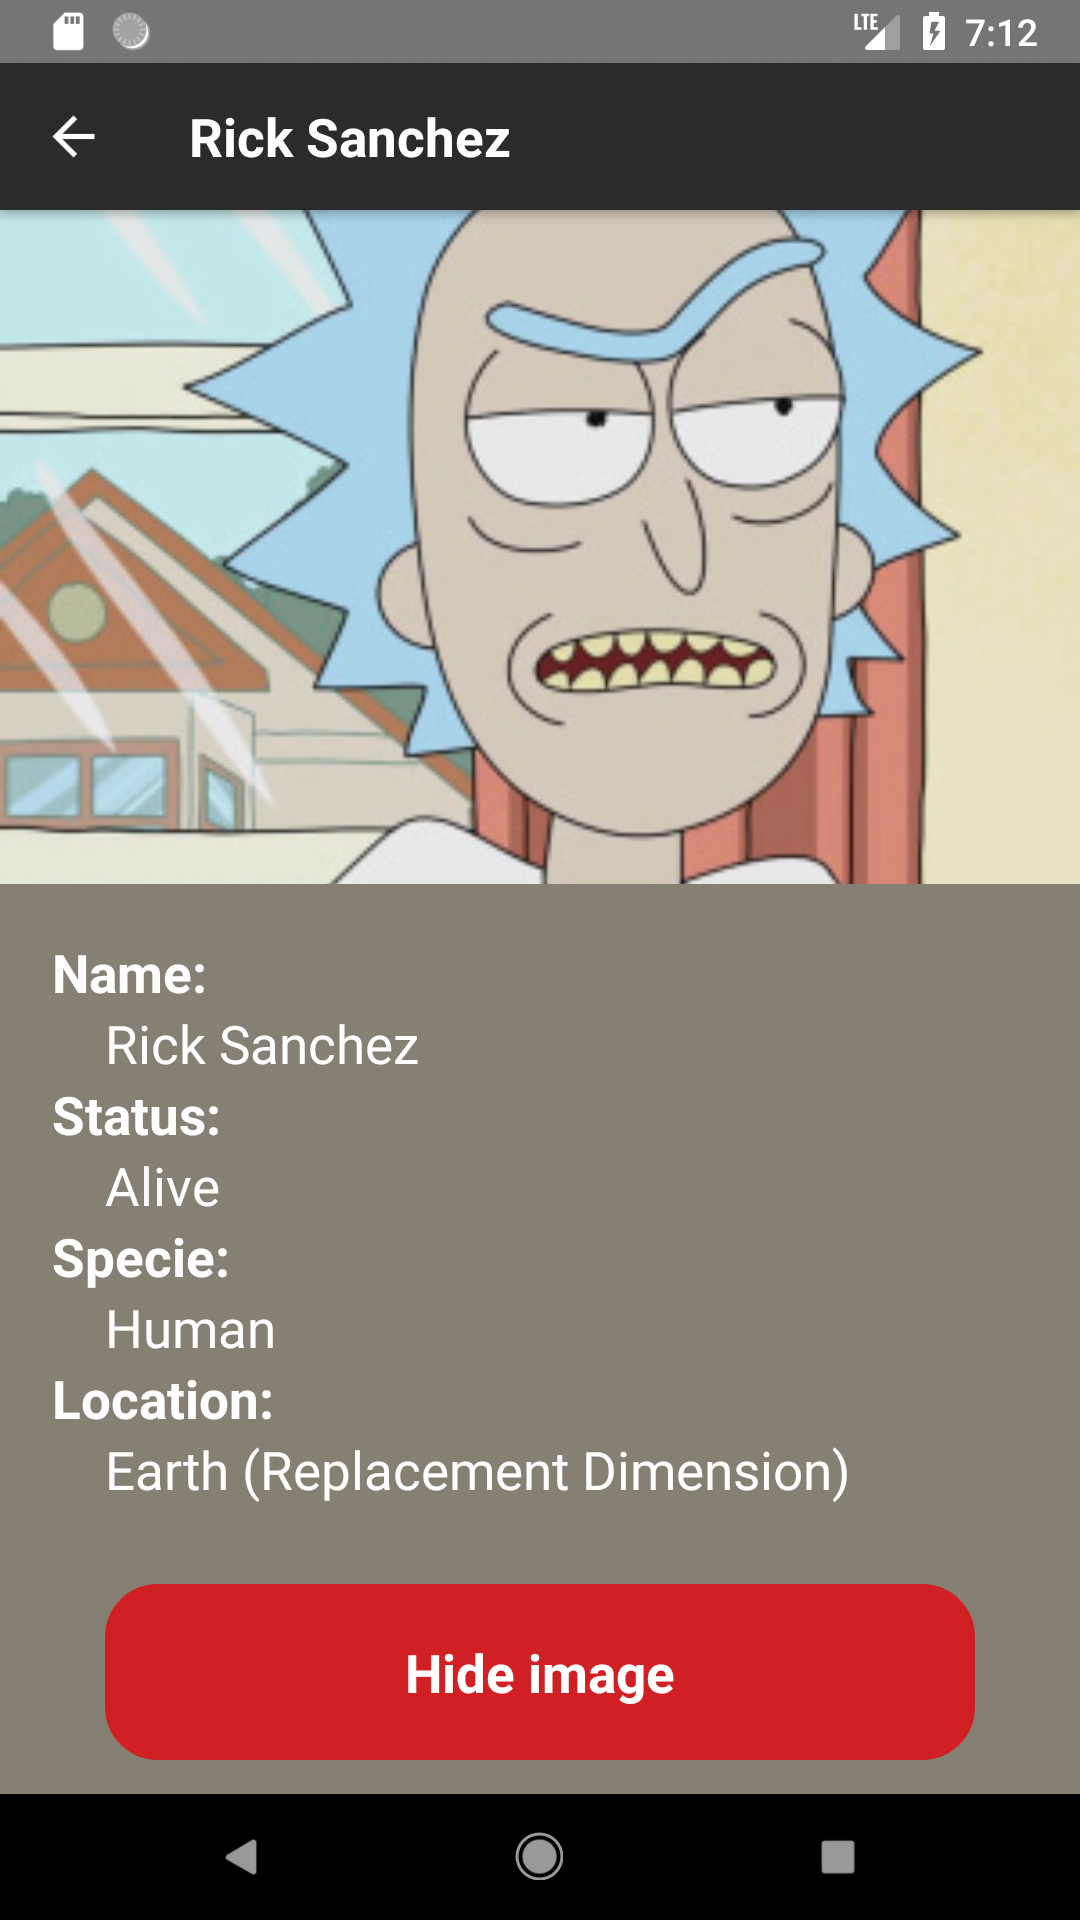 LTE 7:12
Rick Sanchez
Name:
Rick Sanchez
Status:
Alive
Specie:
Human
Location:
Earth (Replacement Dimension)
Hide image